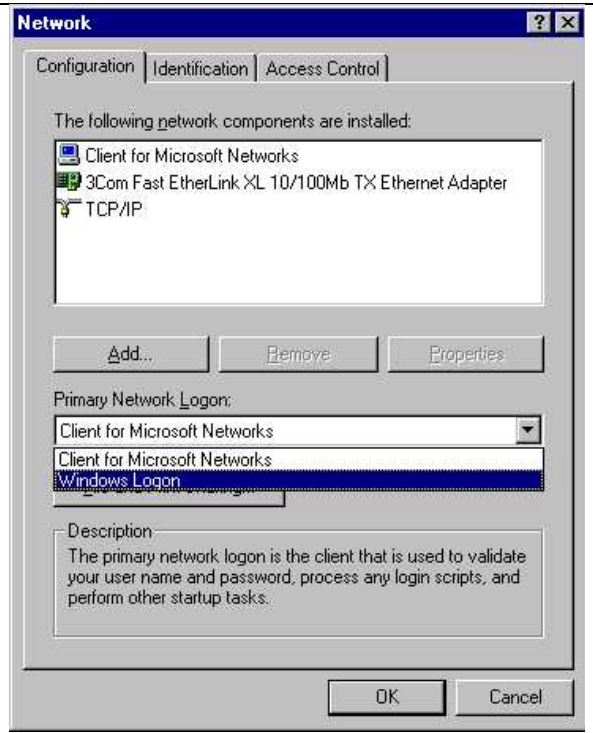 Network
Configuration Identification Access Control
The following network components are installed:
Client for Microsoft Networks
3Com Fast EtherLink XL 10/100Mb TX Ethernet Adapter
TCP/IP
Add... Remove Properties
Primary Network Logon:
Client for Microsoft Networks
Client for Microsoft Networks
Windows Logon
Description
The primary network logon is the client that is used to validate
your user name and password, process any login scripts, and
perform other startup tasks.
OK Cancel